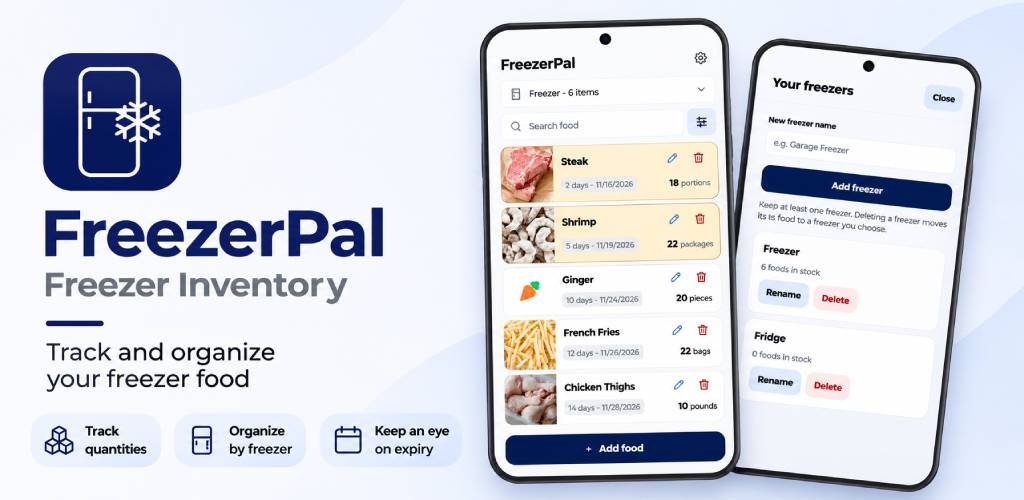 FreezerPal
Freezer Inventory
Track and organize
your freezer food
Track
quantities
Organize
by freezer
Keep an eye
on expiry
FreezerPal
Freezer - 6 items
Search food
Steak
2 days - 11/16/2026
18 portions
Shrimp
5 days - 11/19/2026
22 packages
Ginger
10 days - 11/24/2026
20 pieces
French Fries
12 days - 11/26/2026
22 bags
Chicken Thighs
14 days - 11/28/2026
10 pounds
+ Add food
Your freezers
Close
New freezer name
e.g. Garage Freezer
Add freezer
Keep at least one freezer. Deleting a freezer moves
its is food to a freezer you choose.
Freezer
6 foods in stock
Rename
Delete
Fridge
0 foods in stock
Rename
Delete